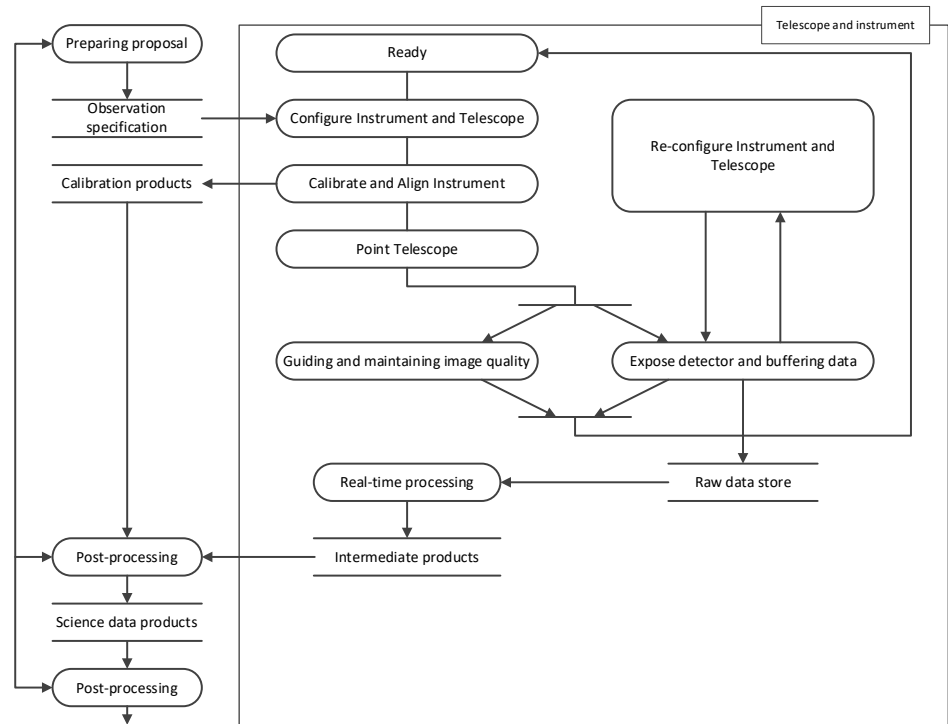 Telescope and instrument
Preparing proposal
Ready
Observation
specification
Configure Instrument and Telescope
Re-configure Instrument and
Telescope
Calibration products
Calibrate and Align Instrument
Point Telescope
Guiding and maintaining image quality
Expose detector and buffering data
Real-time processing
Raw data store
Post-processing
Intermediate products
Science data products
Post-processing